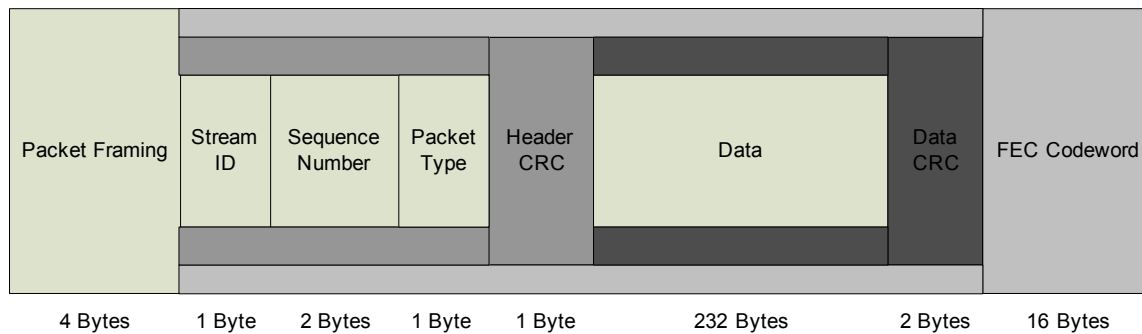 Packet Framing
Stream
ID
Sequence
Number
Packet
Type
Header
CRC
Data
Data
CRC
FEC Codeword
4 Bytes 1 Byte 2 Bytes 1 Byte 1 Byte 232 Bytes 2 Bytes 16 Bytes